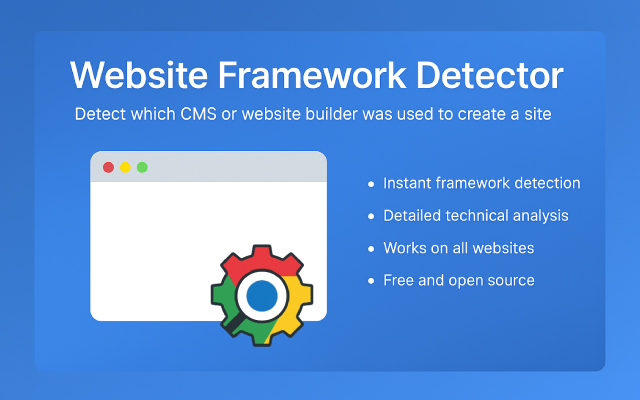 Website Framework Detector
Detect which CMS or website builder was used to create a site
• Instant framework detection
• Detailed technical analysis
• Works on all websites
• Free and open source